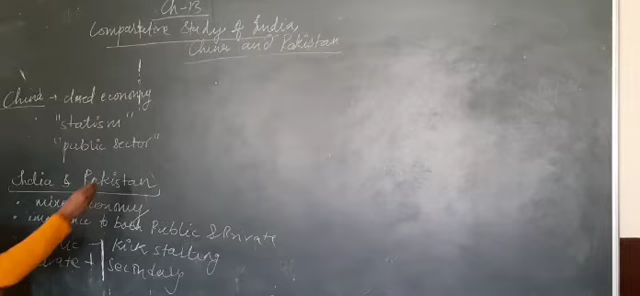 Ch-13
Comparative Study of India,
China and Pakistan
China → closed economy
"statism"
"public sector"
India & Pakistan
• mixed economy
• importance to both Public & Private
→ kick starting
→ secondary